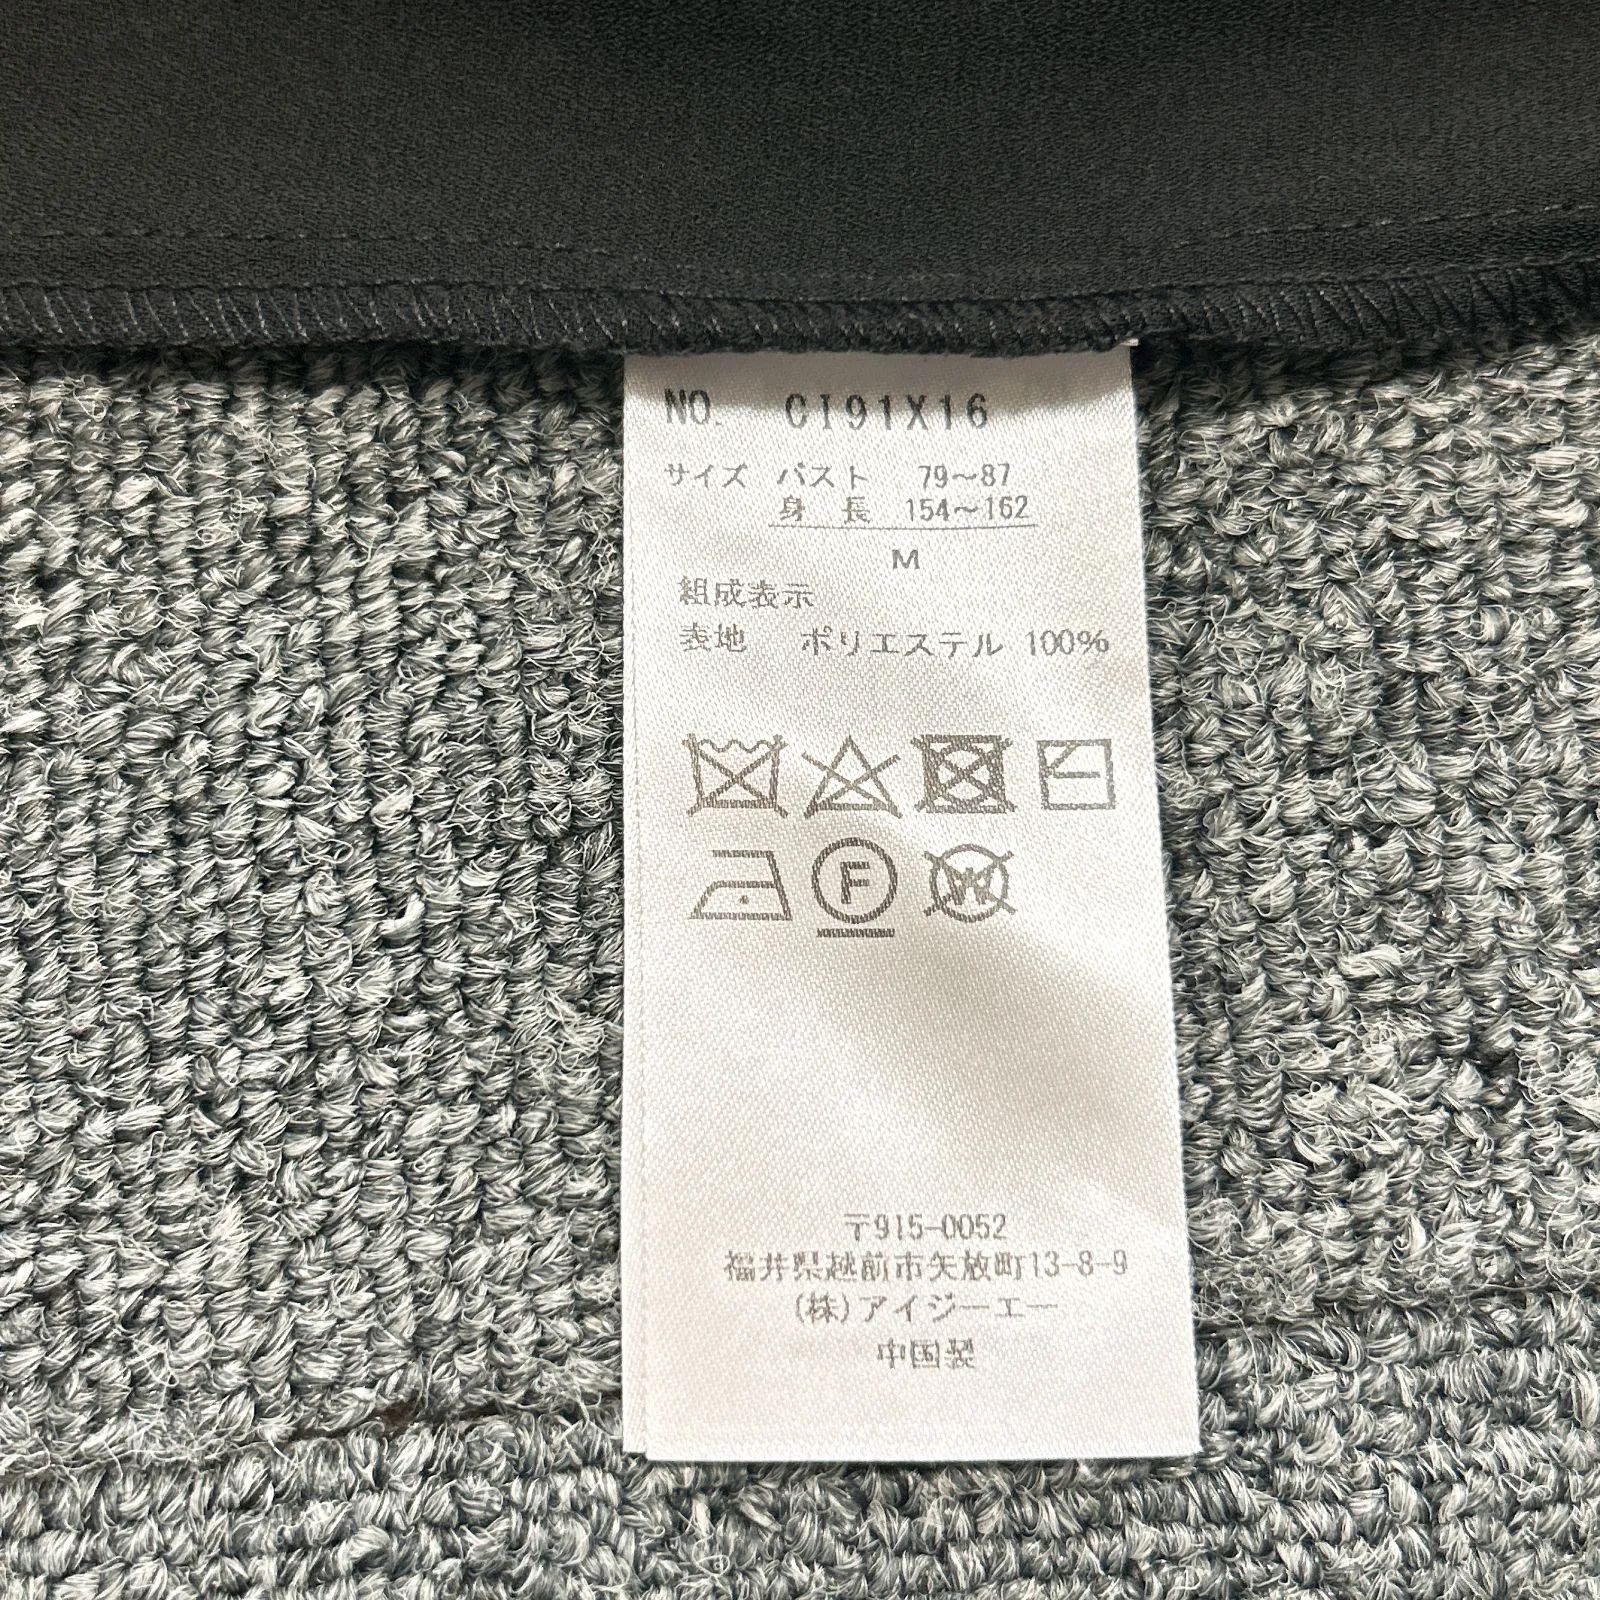 NO. CI91X16
サイズ バスト 79～87
身長 154～162
M
組成表示
表地 ポリエステル 100%
F
W
〒915-0052
福井県越前市矢放町13-8-9
(株)アイジーエー
中国製